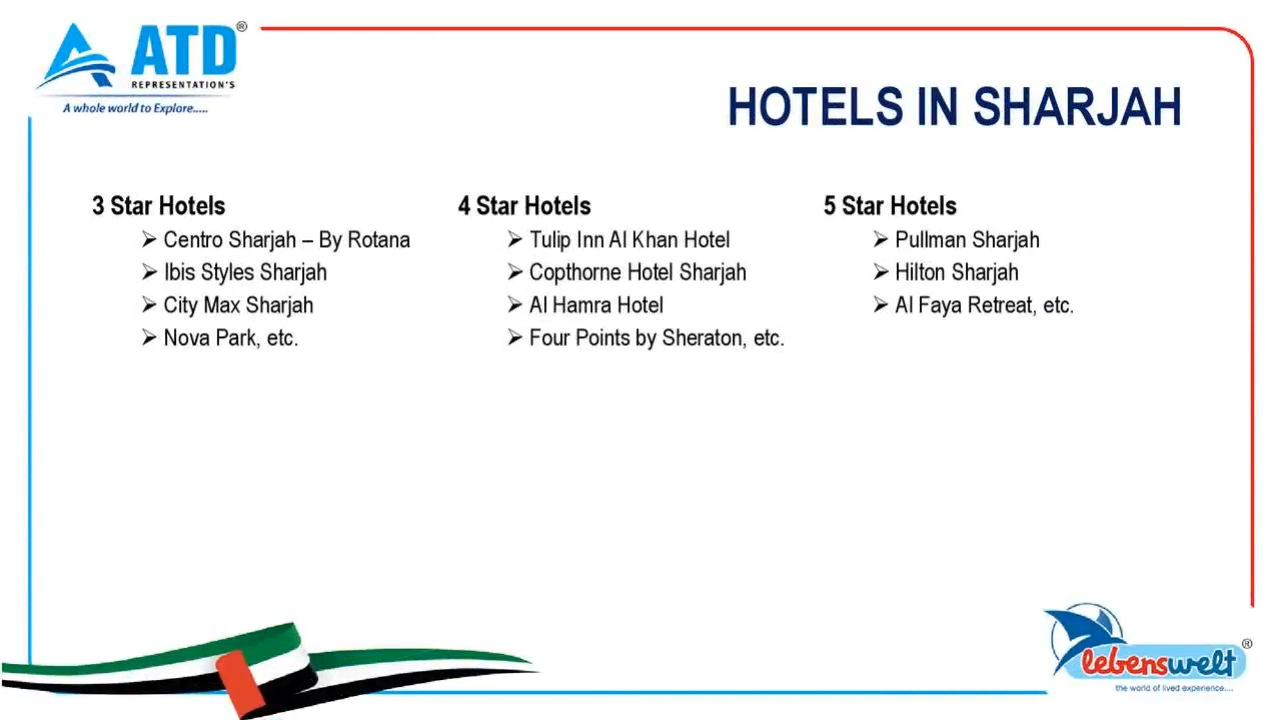 ATD®
REPRESENTATION'S
A whole world to Explore.....
HOTELS IN SHARJAH
3 Star Hotels
➢ Centro Sharjah – By Rotana
➢ Ibis Styles Sharjah
➢ City Max Sharjah
➢ Nova Park, etc.
4 Star Hotels
➢ Tulip Inn Al Khan Hotel
➢ Copthorne Hotel Sharjah
➢ Al Hamra Hotel
➢ Four Points by Sheraton, etc.
5 Star Hotels
➢ Pullman Sharjah
➢ Hilton Sharjah
➢ Al Faya Retreat, etc.
lebenswelt®
the world of lived experience....